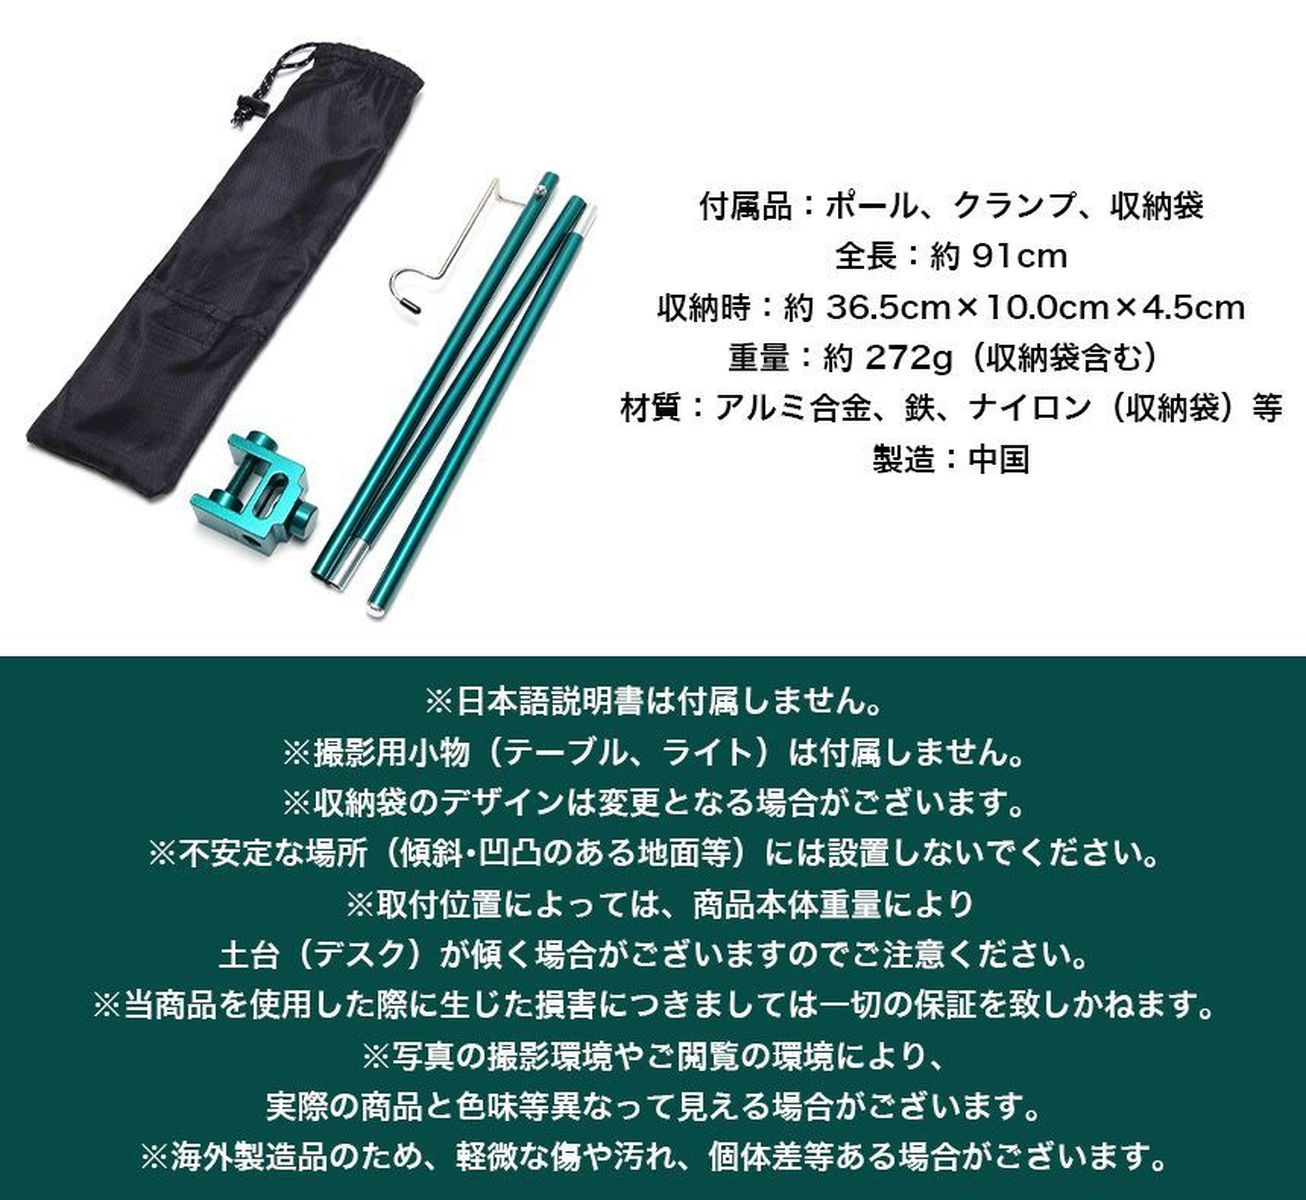 付属品：ポール、クランプ、収納袋
全長：約 91cm
収納時：約 36.5cm×10.0cm×4.5cm
重量：約 272g（収納袋含む）
材質：アルミ合金、鉄、ナイロン（収納袋）等
製造：中国
※日本語説明書は付属しません。
※撮影用小物（テーブル、ライト）は付属しません。
※収納袋のデザインは変更となる場合がございます。
※不安定な場所（傾斜・凹凸のある地面等）には設置しないでください。
※取付位置によっては、商品本体重量により
土台（デスク）が傾く場合がございますのでご注意ください。
※当商品を使用した際に生じた損害につきましては一切の保証を致しかねます。
※写真の撮影環境やご閲覧の環境により、
実際の商品と色味等異なって見える場合がございます。
※海外製造品のため、軽微な傷や汚れ、個体差等ある場合がございます。